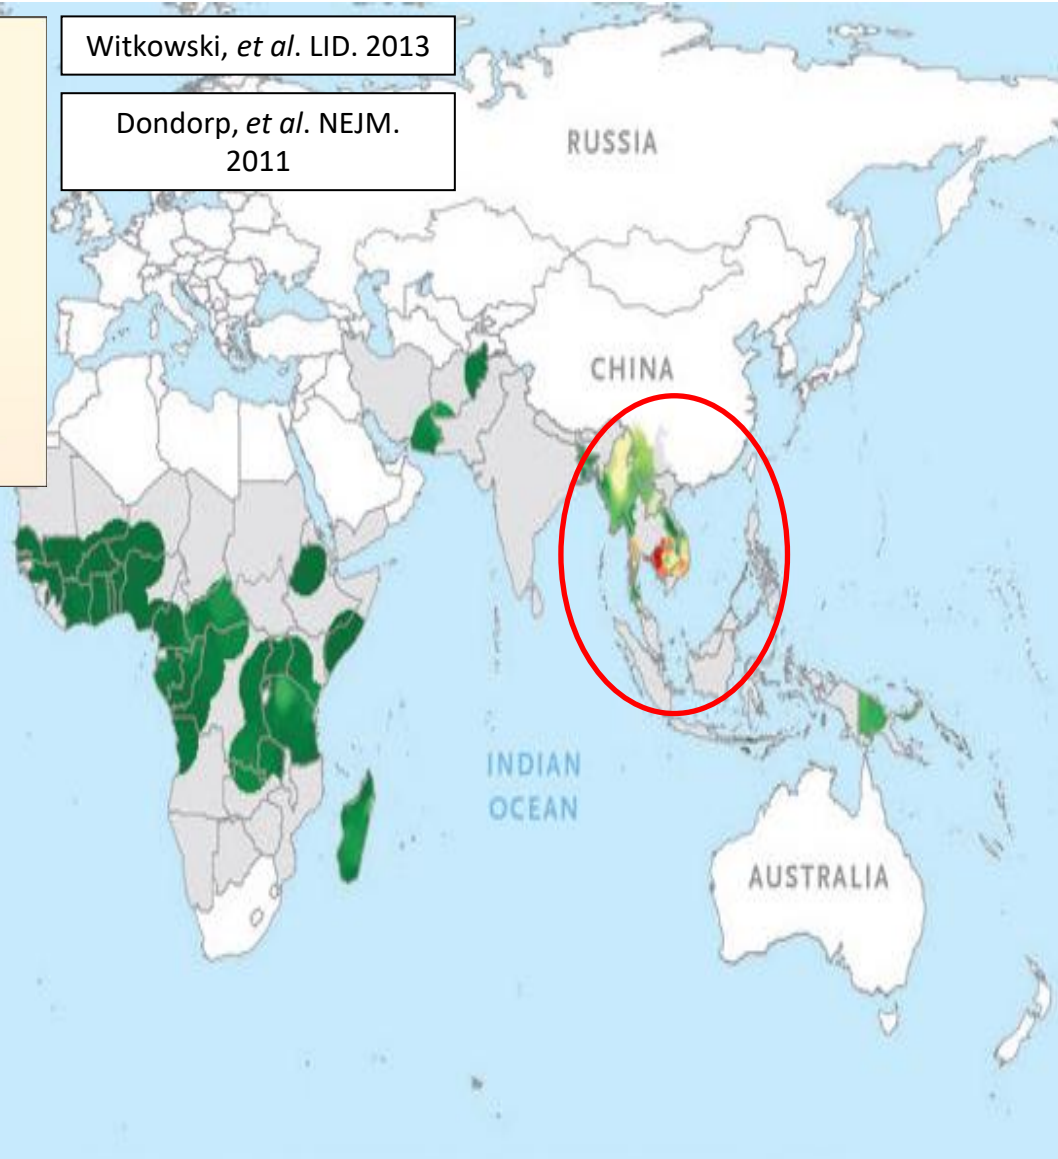 Witkowski, et al. LID. 2013
Dondorp, et al. NEJM.
2011
RUSSIA
CHINA
INDIAN
OCEAN
AUSTRALIA